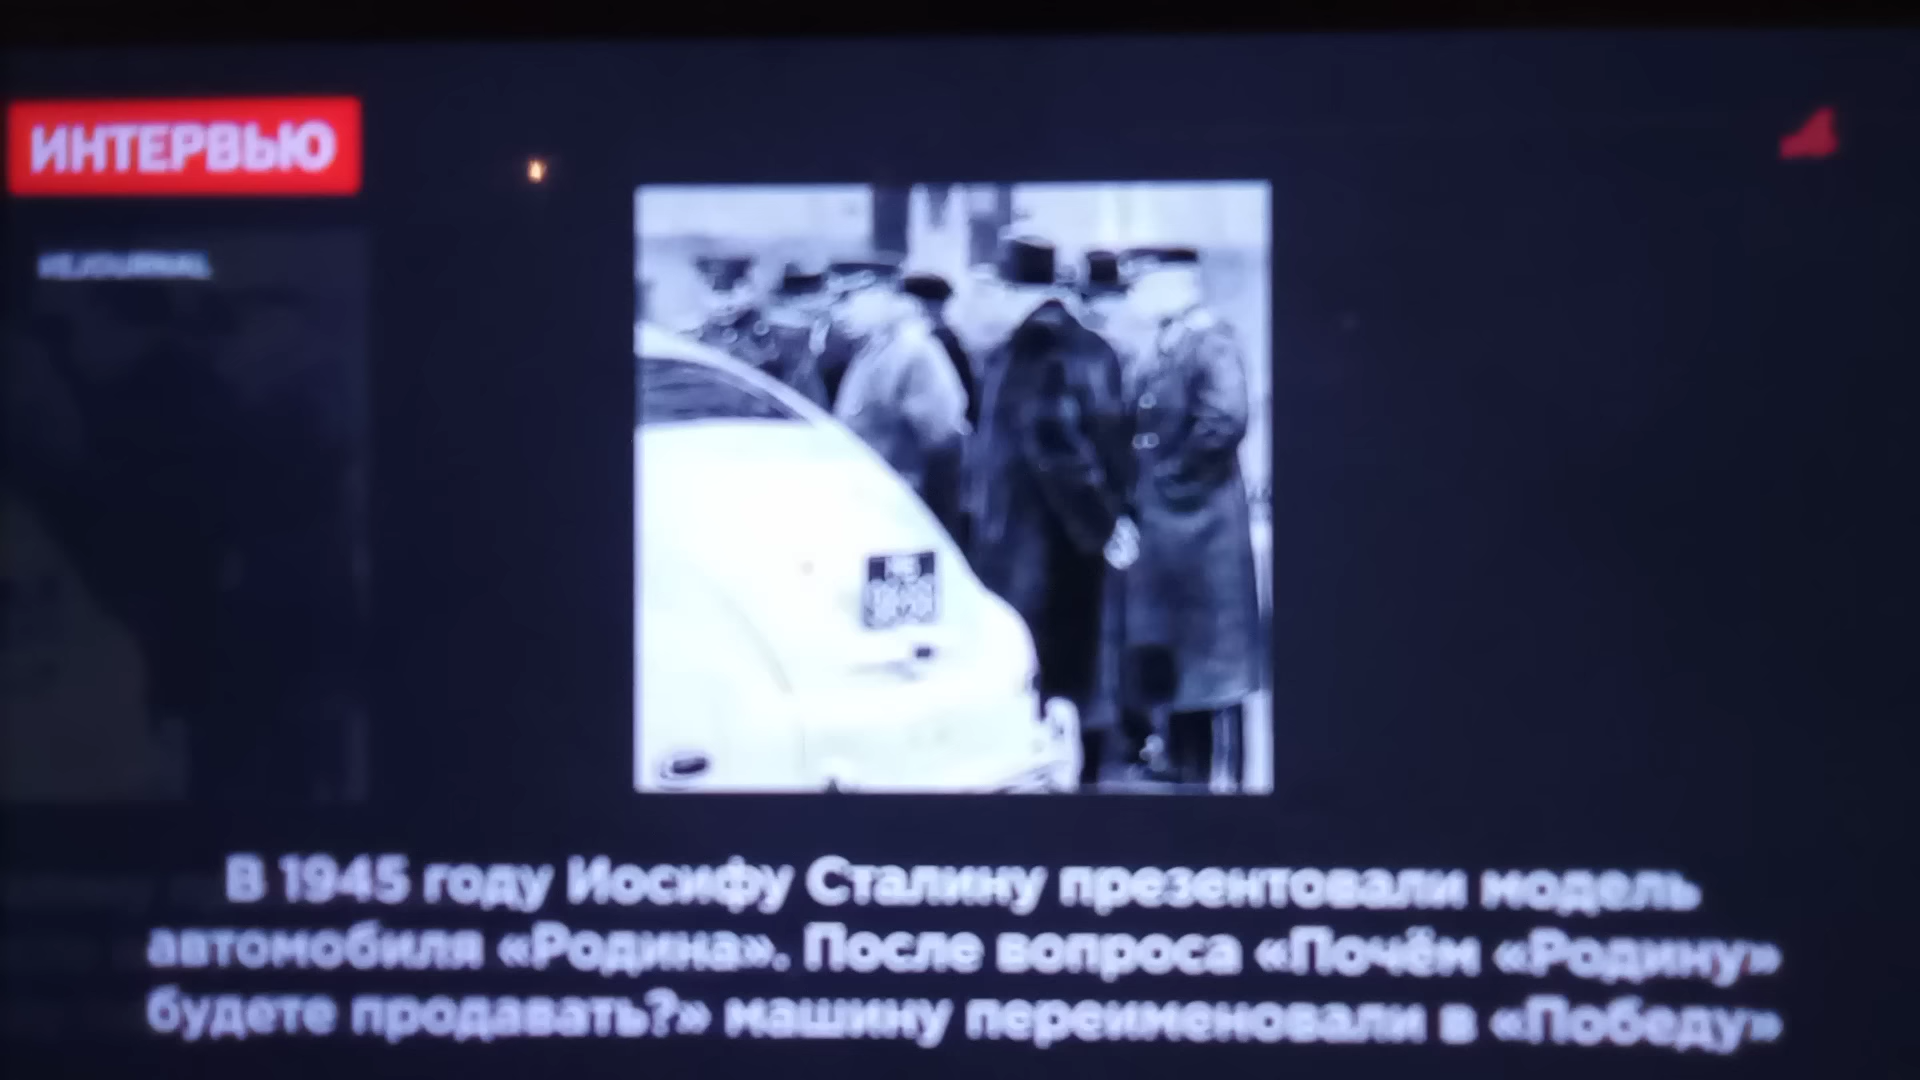 ИНТЕРВЬЮ
В 1945 году Иосифу Сталину презентовали модель
автомобиля «Родина». После вопроса «Почём «Родину»
будете продавать?» машину переименовали в «Победу»